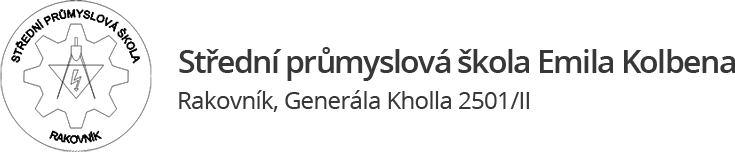 STŘEDNÍ PRŮMYSLOVÁ ŠKOLA
RAKOVNÍK
Střední průmyslová škola Emila Kolbena
Rakovník, Generála Kholla 2501/II